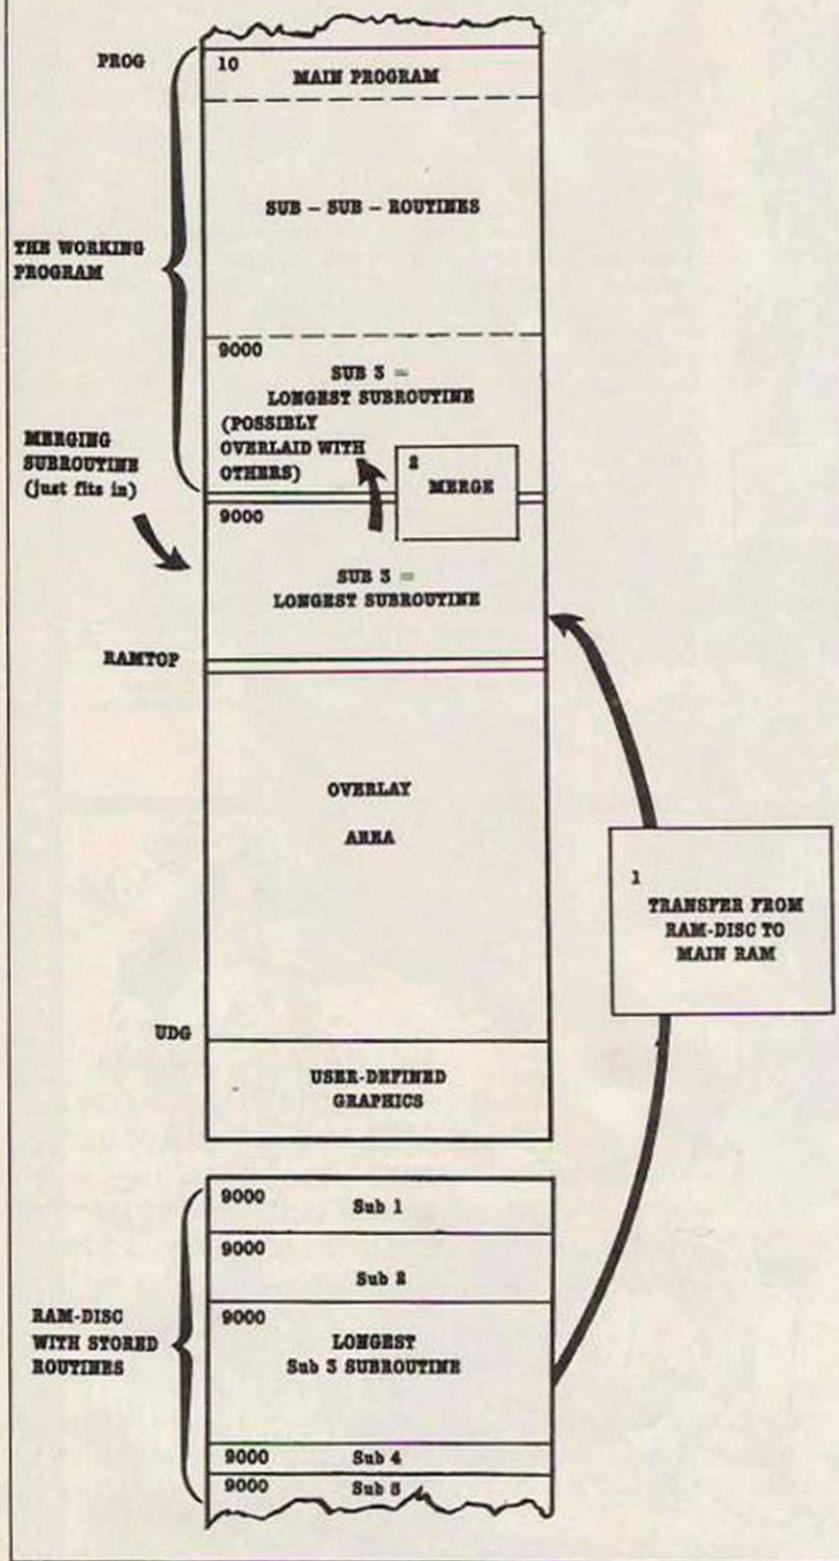 PROG
10
MAIN PROGRAM
SUB – SUB – ROUTINES
THE WORKING
PROGRAM
9000
SUB 3 =
LONGEST SUBROUTINE
(POSSIBLY
OVERLAID WITH
OTHERS)
2
MERGE
MERGING
SUBROUTINE
(just fits in)
9000
SUB 3 =
LONGEST SUBROUTINE
RAMTOP
OVERLAY
AREA
1
TRANSFER FROM
RAM-DISC TO
MAIN RAM
UDG
USER-DEFINED
GRAPHICS
9000
Sub 1
9000
Sub 2
9000
LONGEST
Sub 3 SUBROUTINE
RAM-DISC
WITH STORED
ROUTINES
9000 Sub 4
9000 Sub 5